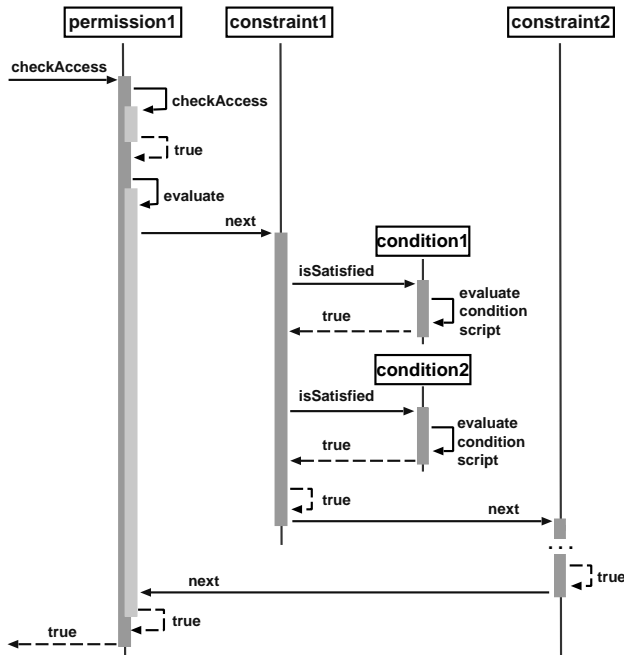 permission1
constraint1
constraint2
checkAccess
checkAccess
true
evaluate
next
condition1
isSatisfied
evaluate
condition
script
true
condition2
isSatisfied
evaluate
condition
script
true
true
next
. . .
true
next
true
true